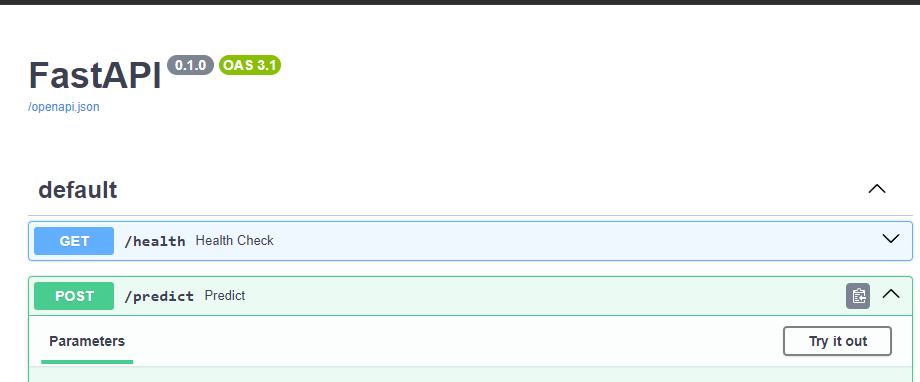 FastAPI 0.1.0 OAS 3.1
/openapi.json
default
GET /health Health Check
POST /predict Predict
Parameters Try it out